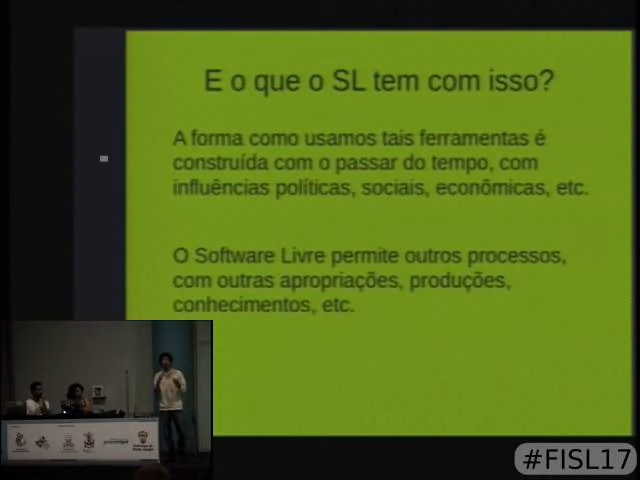 E o que o SL tem com isso?
A forma como usamos tais ferramentas é
construída com o passar do tempo, com
influências políticas, sociais, econômicas, etc.
O Software Livre permite outros processos,
com outras apropriações, produções,
conhecimentos, etc.
#FISL17